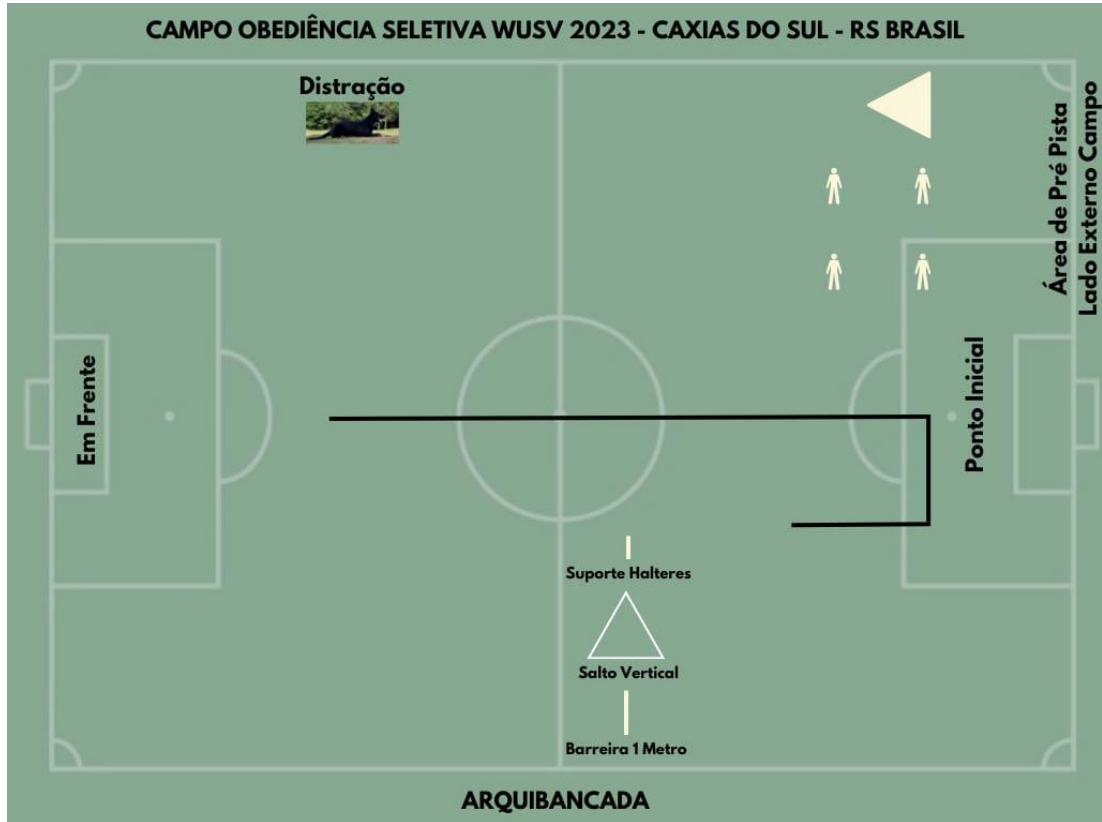 CAMPO OBEDIÊNCIA SELETIVA WUSV 2023 - CAXIAS DO SUL - RS BRASIL
Distração
Área de Pré Pista
Lado Externo Campo
Em Frente
Ponto Inicial
Suporte Halteres
Salto Vertical
Barreira 1 Metro
ARQUIBANCADA